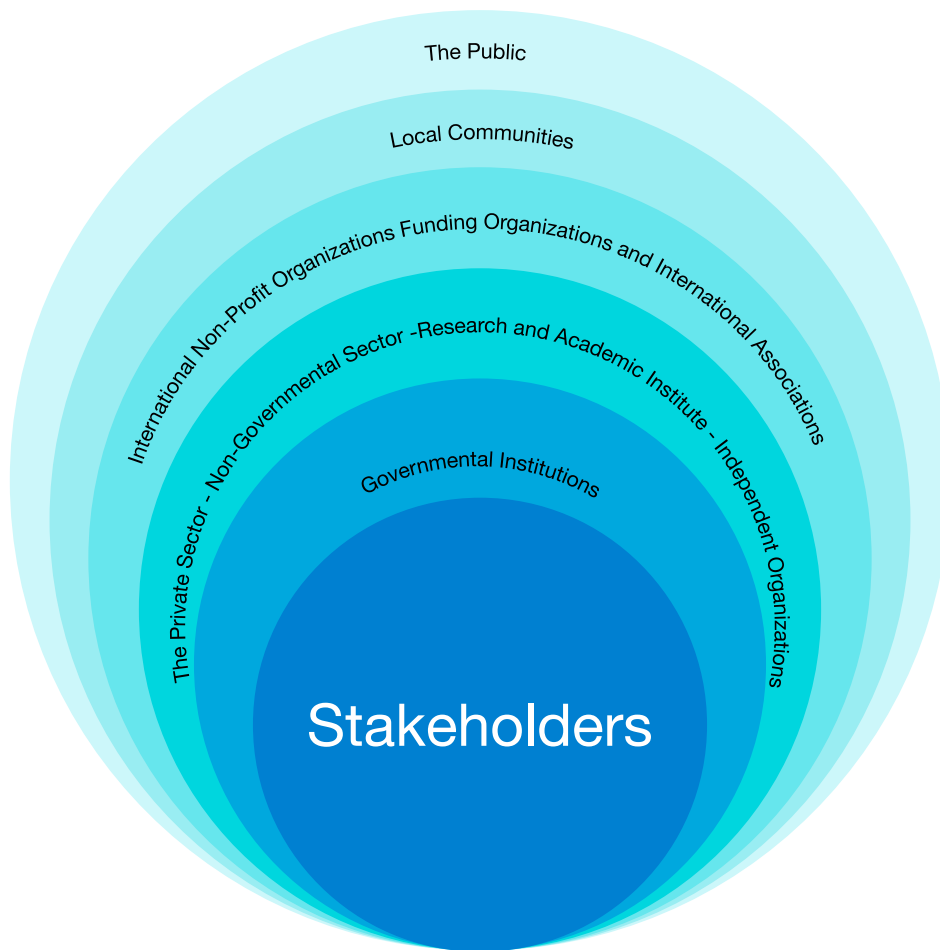 The Public
Local Communities
International Non-Profit Organizations Funding Organizations and International Associations
The Private Sector - Non-Governmental Sector -Research and Academic Institute - Independent Organizations
Governmental Institutions
Stakeholders